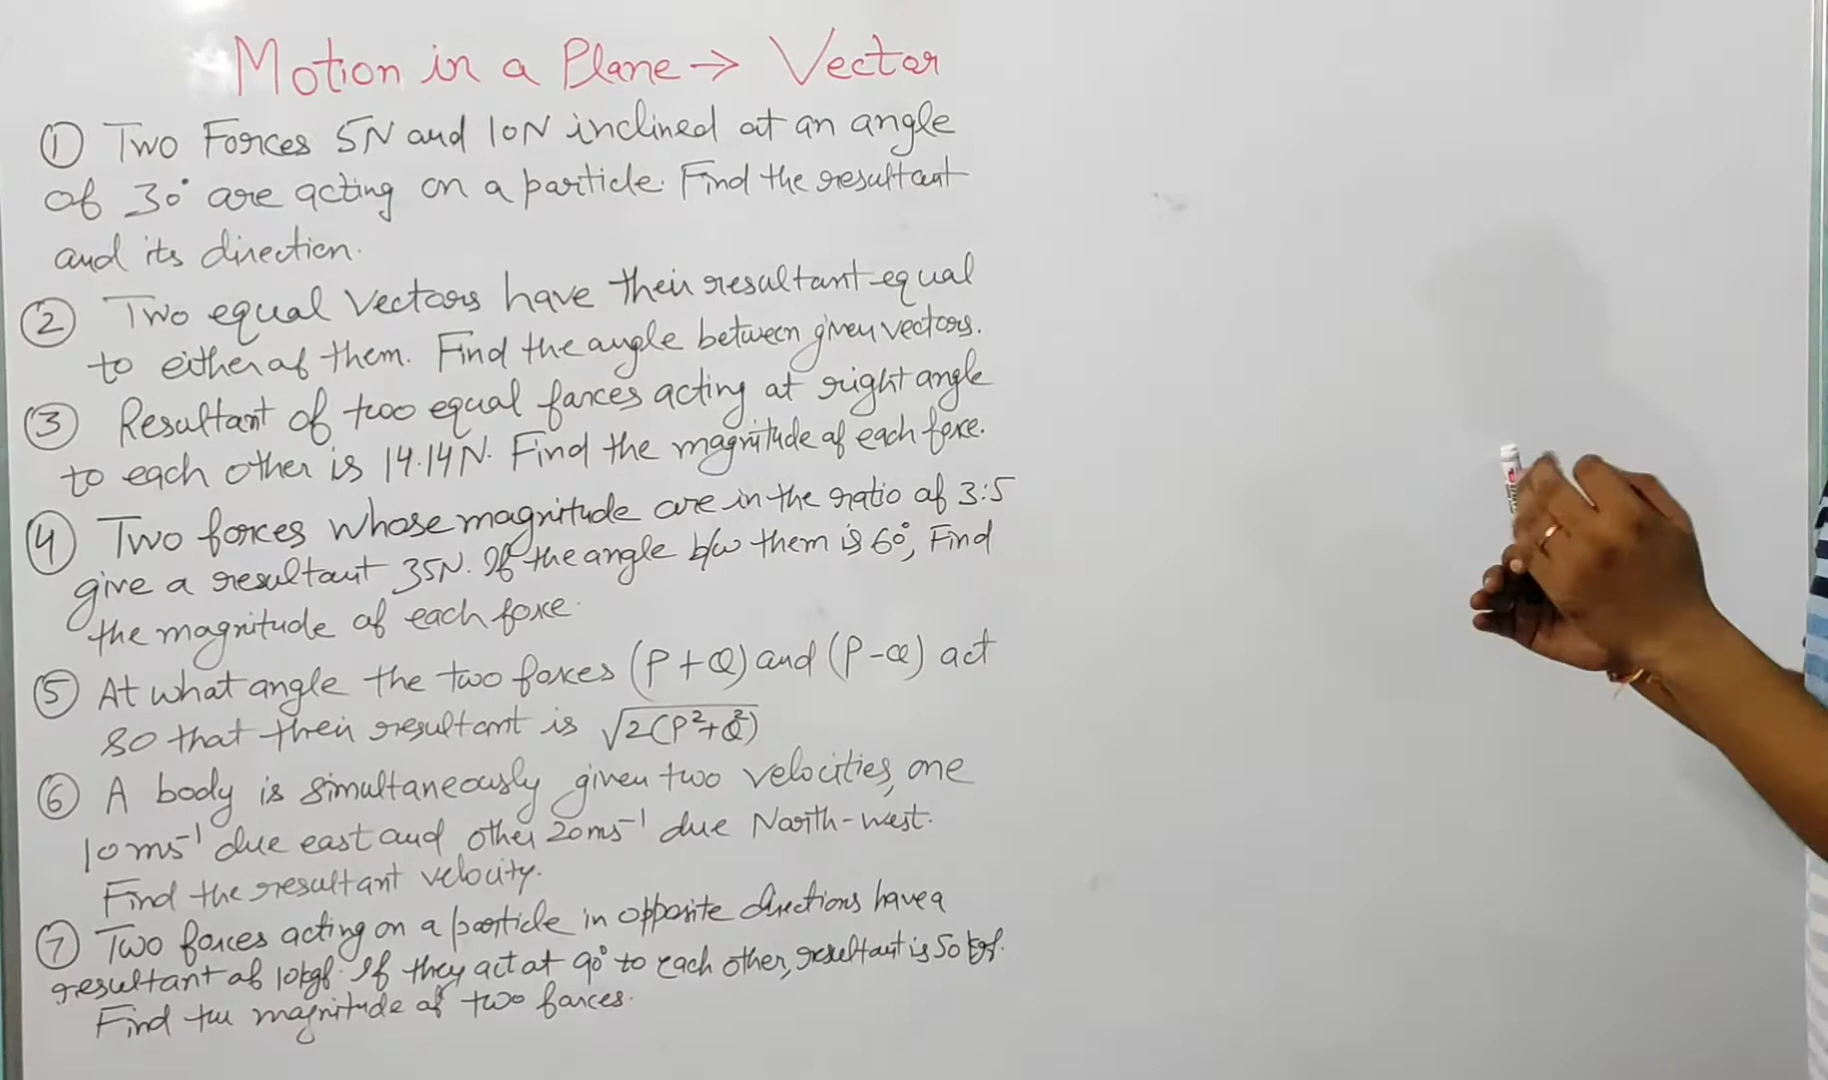 Motion in a Plane → Vector
① Two Forces 5N and 10N inclined at an angle
of 30° are acting on a particle. Find the resultant
and its direction.
② Two equal Vectors have their resultant equal
to either of them. Find the angle between given vectors.
③ Resultant of two equal forces acting at right angle
to each other is 14.14N. Find the magnitude of each force.
④ Two forces whose magnitude are in the ratio of 3:5
give a resultant 35N. If the angle b/w them is 60°, Find
the magnitude of each force.
⑤ At what angle the two forces (P+Q) and (P-Q) act
so that their resultant is √2(P²+Q²)
⑥ A body is simultaneously given two velocities, one
10ms⁻¹ due east and other 20ms⁻¹ due North-west.
Find the resultant velocity.
⑦ Two forces acting on a particle in opposite directions have a
resultant of 10kgf. If they act at 90° to each other, resultant is 50 kgf.
Find the magnitude of two forces.